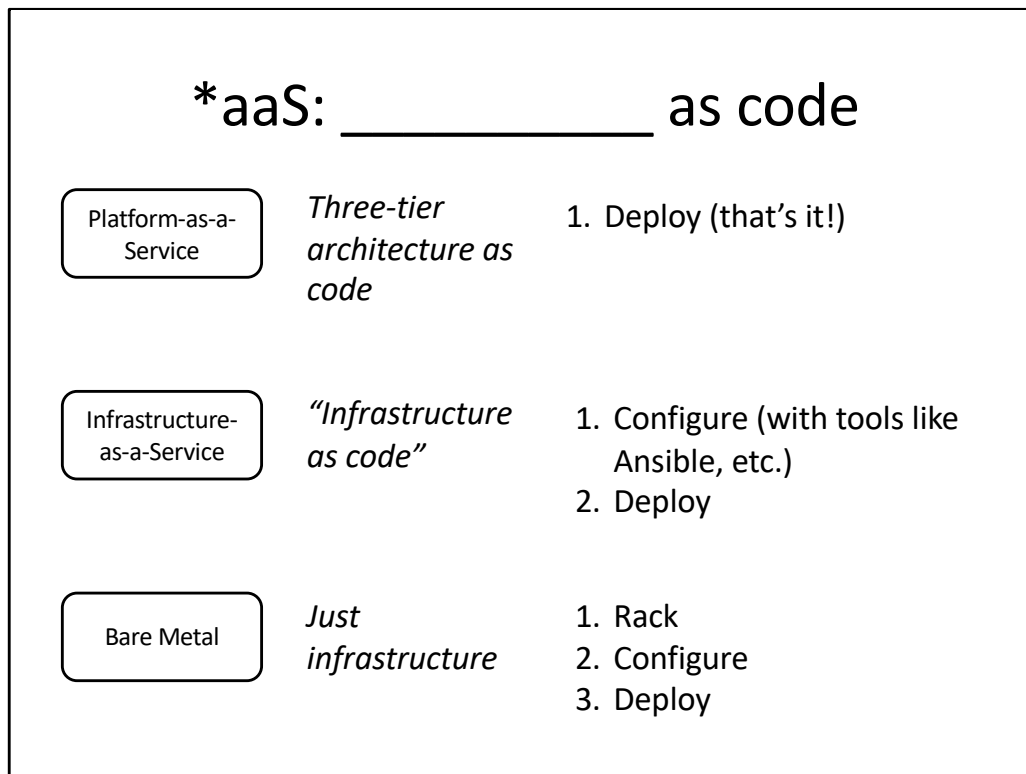 *aaS: __________ as code
Platform-as-a-
Service
Three-tier
architecture as
code
1. Deploy (that’s it!)
Infrastructure-
as-a-Service
“Infrastructure
as code”
1. Configure (with tools like
Ansible, etc.)
2. Deploy
Bare Metal
Just
infrastructure
1. Rack
2. Configure
3. Deploy